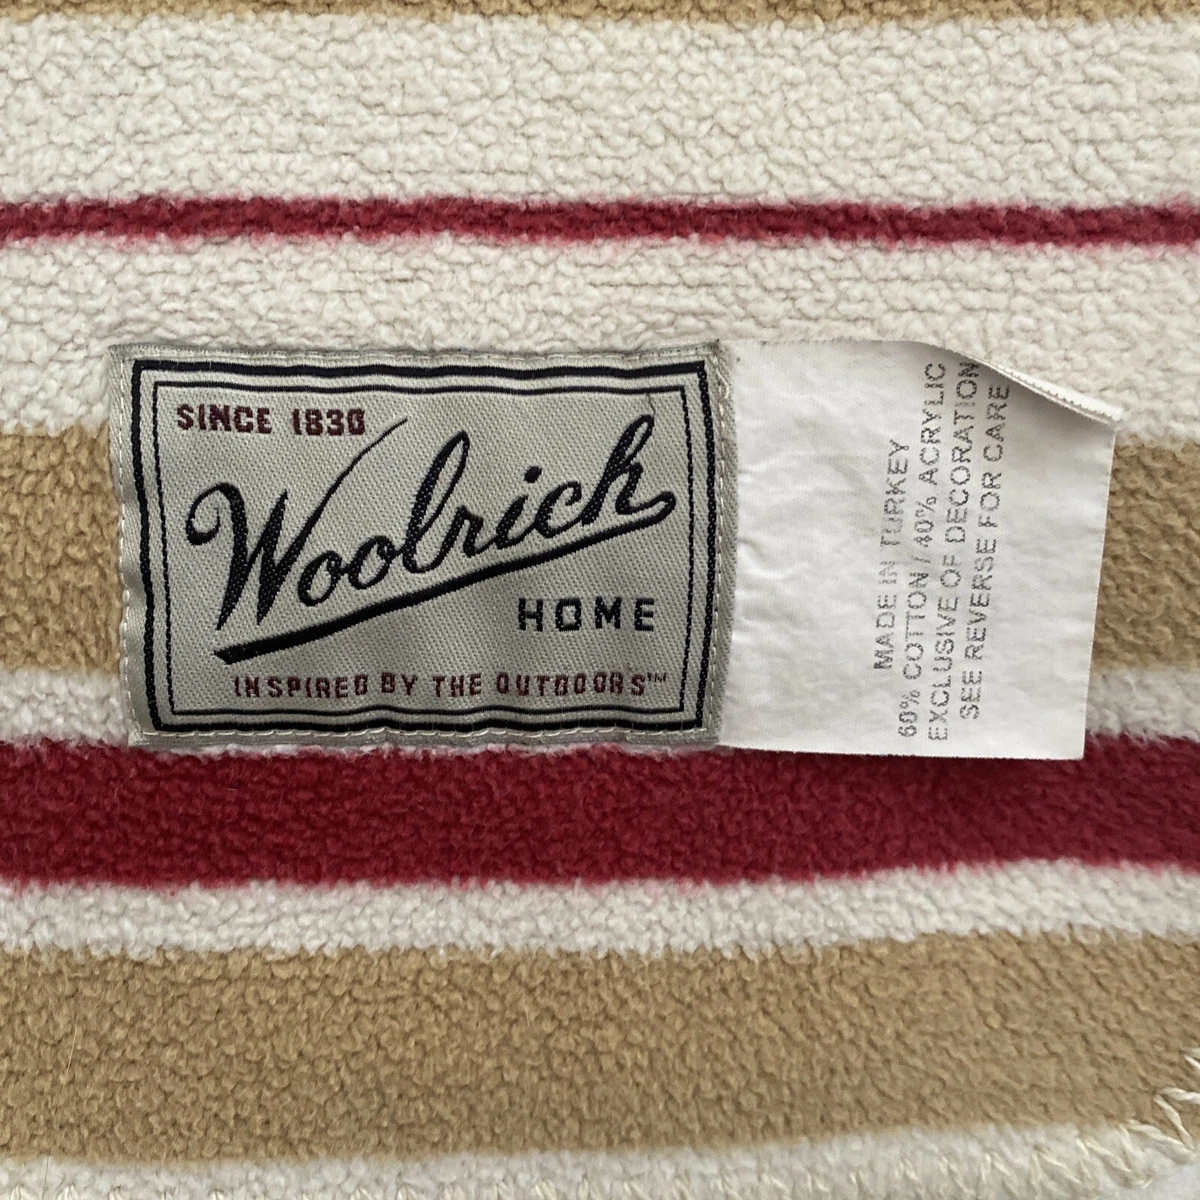 SINCE 1830
Woolrich
HOME
INSPIRED BY THE OUTDOORS™
MADE IN TURKEY
60% COTTON / 40% ACRYLIC
EXCLUSIVE OF DECORATION
SEE REVERSE FOR CARE